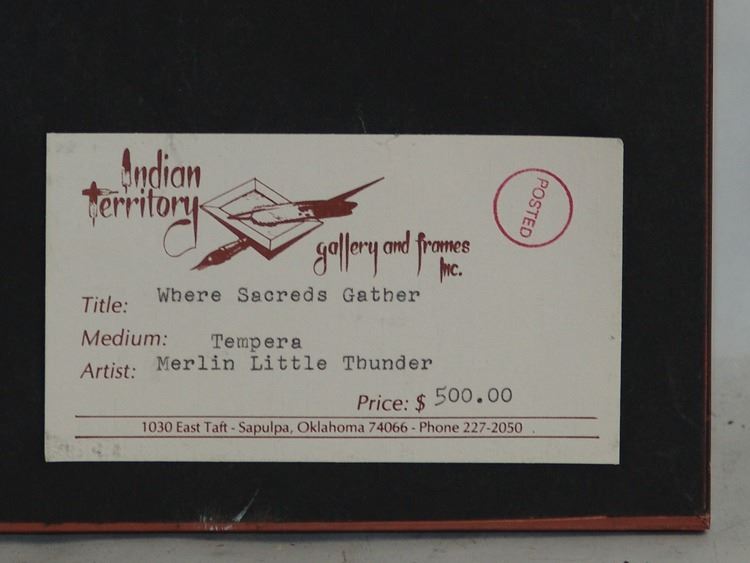 Indian
Territory
gallery and frames
Inc.
POSTED
Title: Where Sacreds Gather
Medium: Tempera
Artist: Merlin Little Thunder
Price: $ 500.00
1030 East Taft - Sapulpa, Oklahoma 74066 - Phone 227-2050